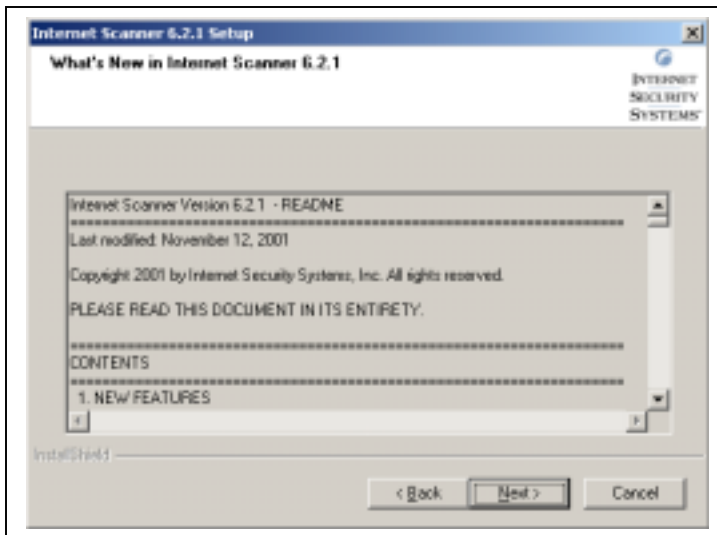 Internet Scanner 6.2.1 Setup
What's New in Internet Scanner 6.2.1
INTERNET
SECURITY
SYSTEMS™
Internet Scanner Version 6.2.1 - README
==================================================
Last modified: November 12, 2001
Copyright 2001 by Internet Security Systems, Inc. All rights reserved.
PLEASE READ THIS DOCUMENT IN ITS ENTIRETY.
==================================================
CONTENTS
==================================================
1. NEW FEATURES
InstallShield
< Back
Next >
Cancel